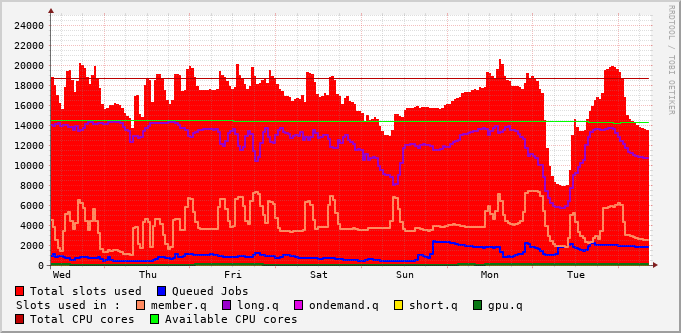 RRDTOOL / TOBI OETIKER
24000
22000
20000
18000
16000
14000
12000
10000
8000
6000
4000
2000
0
Wed Thu Fri Sat Sun Mon Tue
Total slots used Queued Jobs
Slots used in : member.q long.q ondemand.q short.q gpu.q
Total CPU cores Available CPU cores